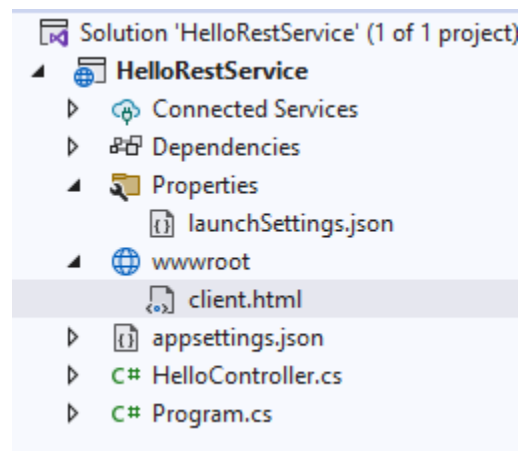 Solution 'HelloRestService' (1 of 1 project)
HelloRestService
Connected Services
Dependencies
Properties
launchSettings.json
wwwroot
client.html
appsettings.json
C# HelloController.cs
C# Program.cs